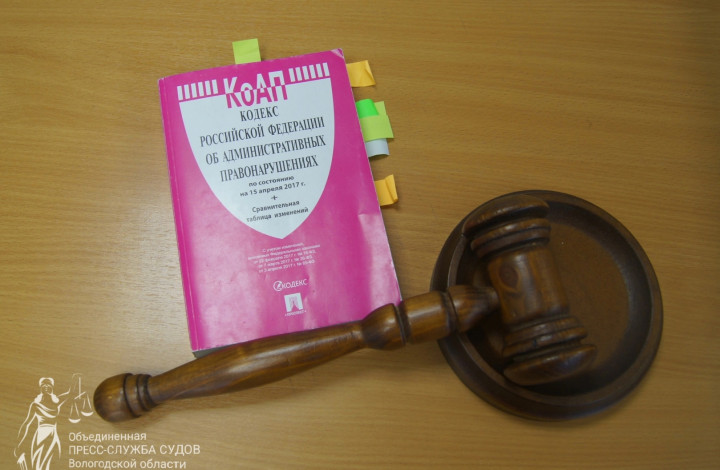 КоАП
КОДЕКС
РОССИЙСКОЙ ФЕДЕРАЦИИ
ОБ АДМИНИСТРАТИВНЫХ
ПРАВОНАРУШЕНИЯХ
по состоянию
на 15 апреля 2017 г.
+
Сравнительная
таблица изменений
КОДЕКС
Объединенная
ПРЕСС-СЛУЖБА СУДОВ
Вологодской области